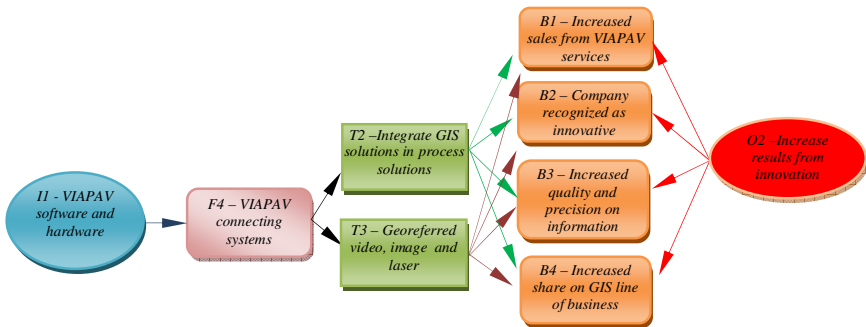 I1 - VIAPAV
software and
hardware
F4 – VIAPAV
connecting
systems
T2 –Integrate GIS
solutions in process
solutions
T3 – Georeferred
video, image and
laser
B1 – Increased
sales from VIAPAV
services
B2 – Company
recognized as
innovative
B3 – Increased
quality and
precision on
information
B4 – Increased
share on GIS line
of business
O2 –Increase
results from
innovation